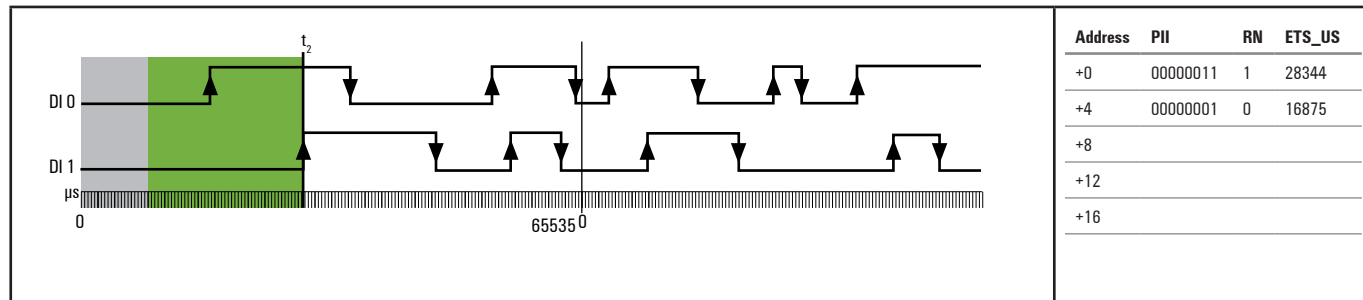 t2
DI 0
DI 1
µs
0
65535 0
Address PII RN ETS_US
+0 00000011 1 28344
+4 00000001 0 16875
+8
+12
+16